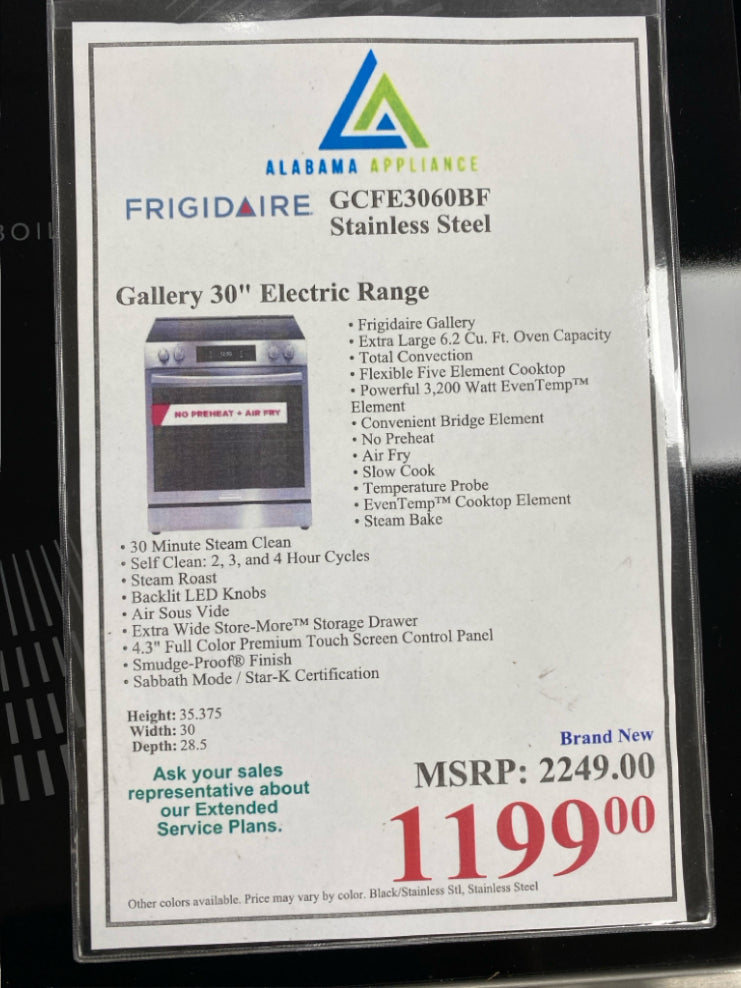 ALABAMA APPLIANCE
FRIGIDAIRE GCFE3060BF
Stainless Steel
Gallery 30" Electric Range
NO PREHEAT + AIR FRY
• Frigidaire Gallery
• Extra Large 6.2 Cu. Ft. Oven Capacity
• Total Convection
• Flexible Five Element Cooktop
• Powerful 3,200 Watt EvenTemp™
Element
• Convenient Bridge Element
• No Preheat
• Air Fry
• Slow Cook
• Temperature Probe
• EvenTemp™ Cooktop Element
• Steam Bake
• 30 Minute Steam Clean
• Self Clean: 2, 3, and 4 Hour Cycles
• Steam Roast
• Backlit LED Knobs
• Air Sous Vide
• Extra Wide Store-More™ Storage Drawer
• 4.3" Full Color Premium Touch Screen Control Panel
• Smudge-Proof® Finish
• Sabbath Mode / Star-K Certification
Height: 35.375
Width: 30
Depth: 28.5
Ask your sales
representative about
our Extended
Service Plans.
Brand New
MSRP: 2249.00
119900
Other colors available. Price may vary by color. Black/Stainless Stl, Stainless Steel